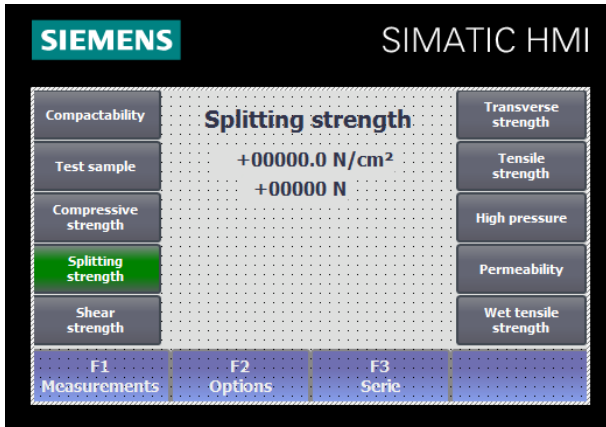 SIEMENS
SIMATIC HMI
Compactability
Test sample
Compressive
strength
Splitting
strength
Shear
strength
Splitting strength
+00000.0 N/cm²
+00000 N
Transverse
strength
Tensile
strength
High pressure
Permeability
Wet tensile
strength
F1
Measurements
F2
Options
F3
Serie